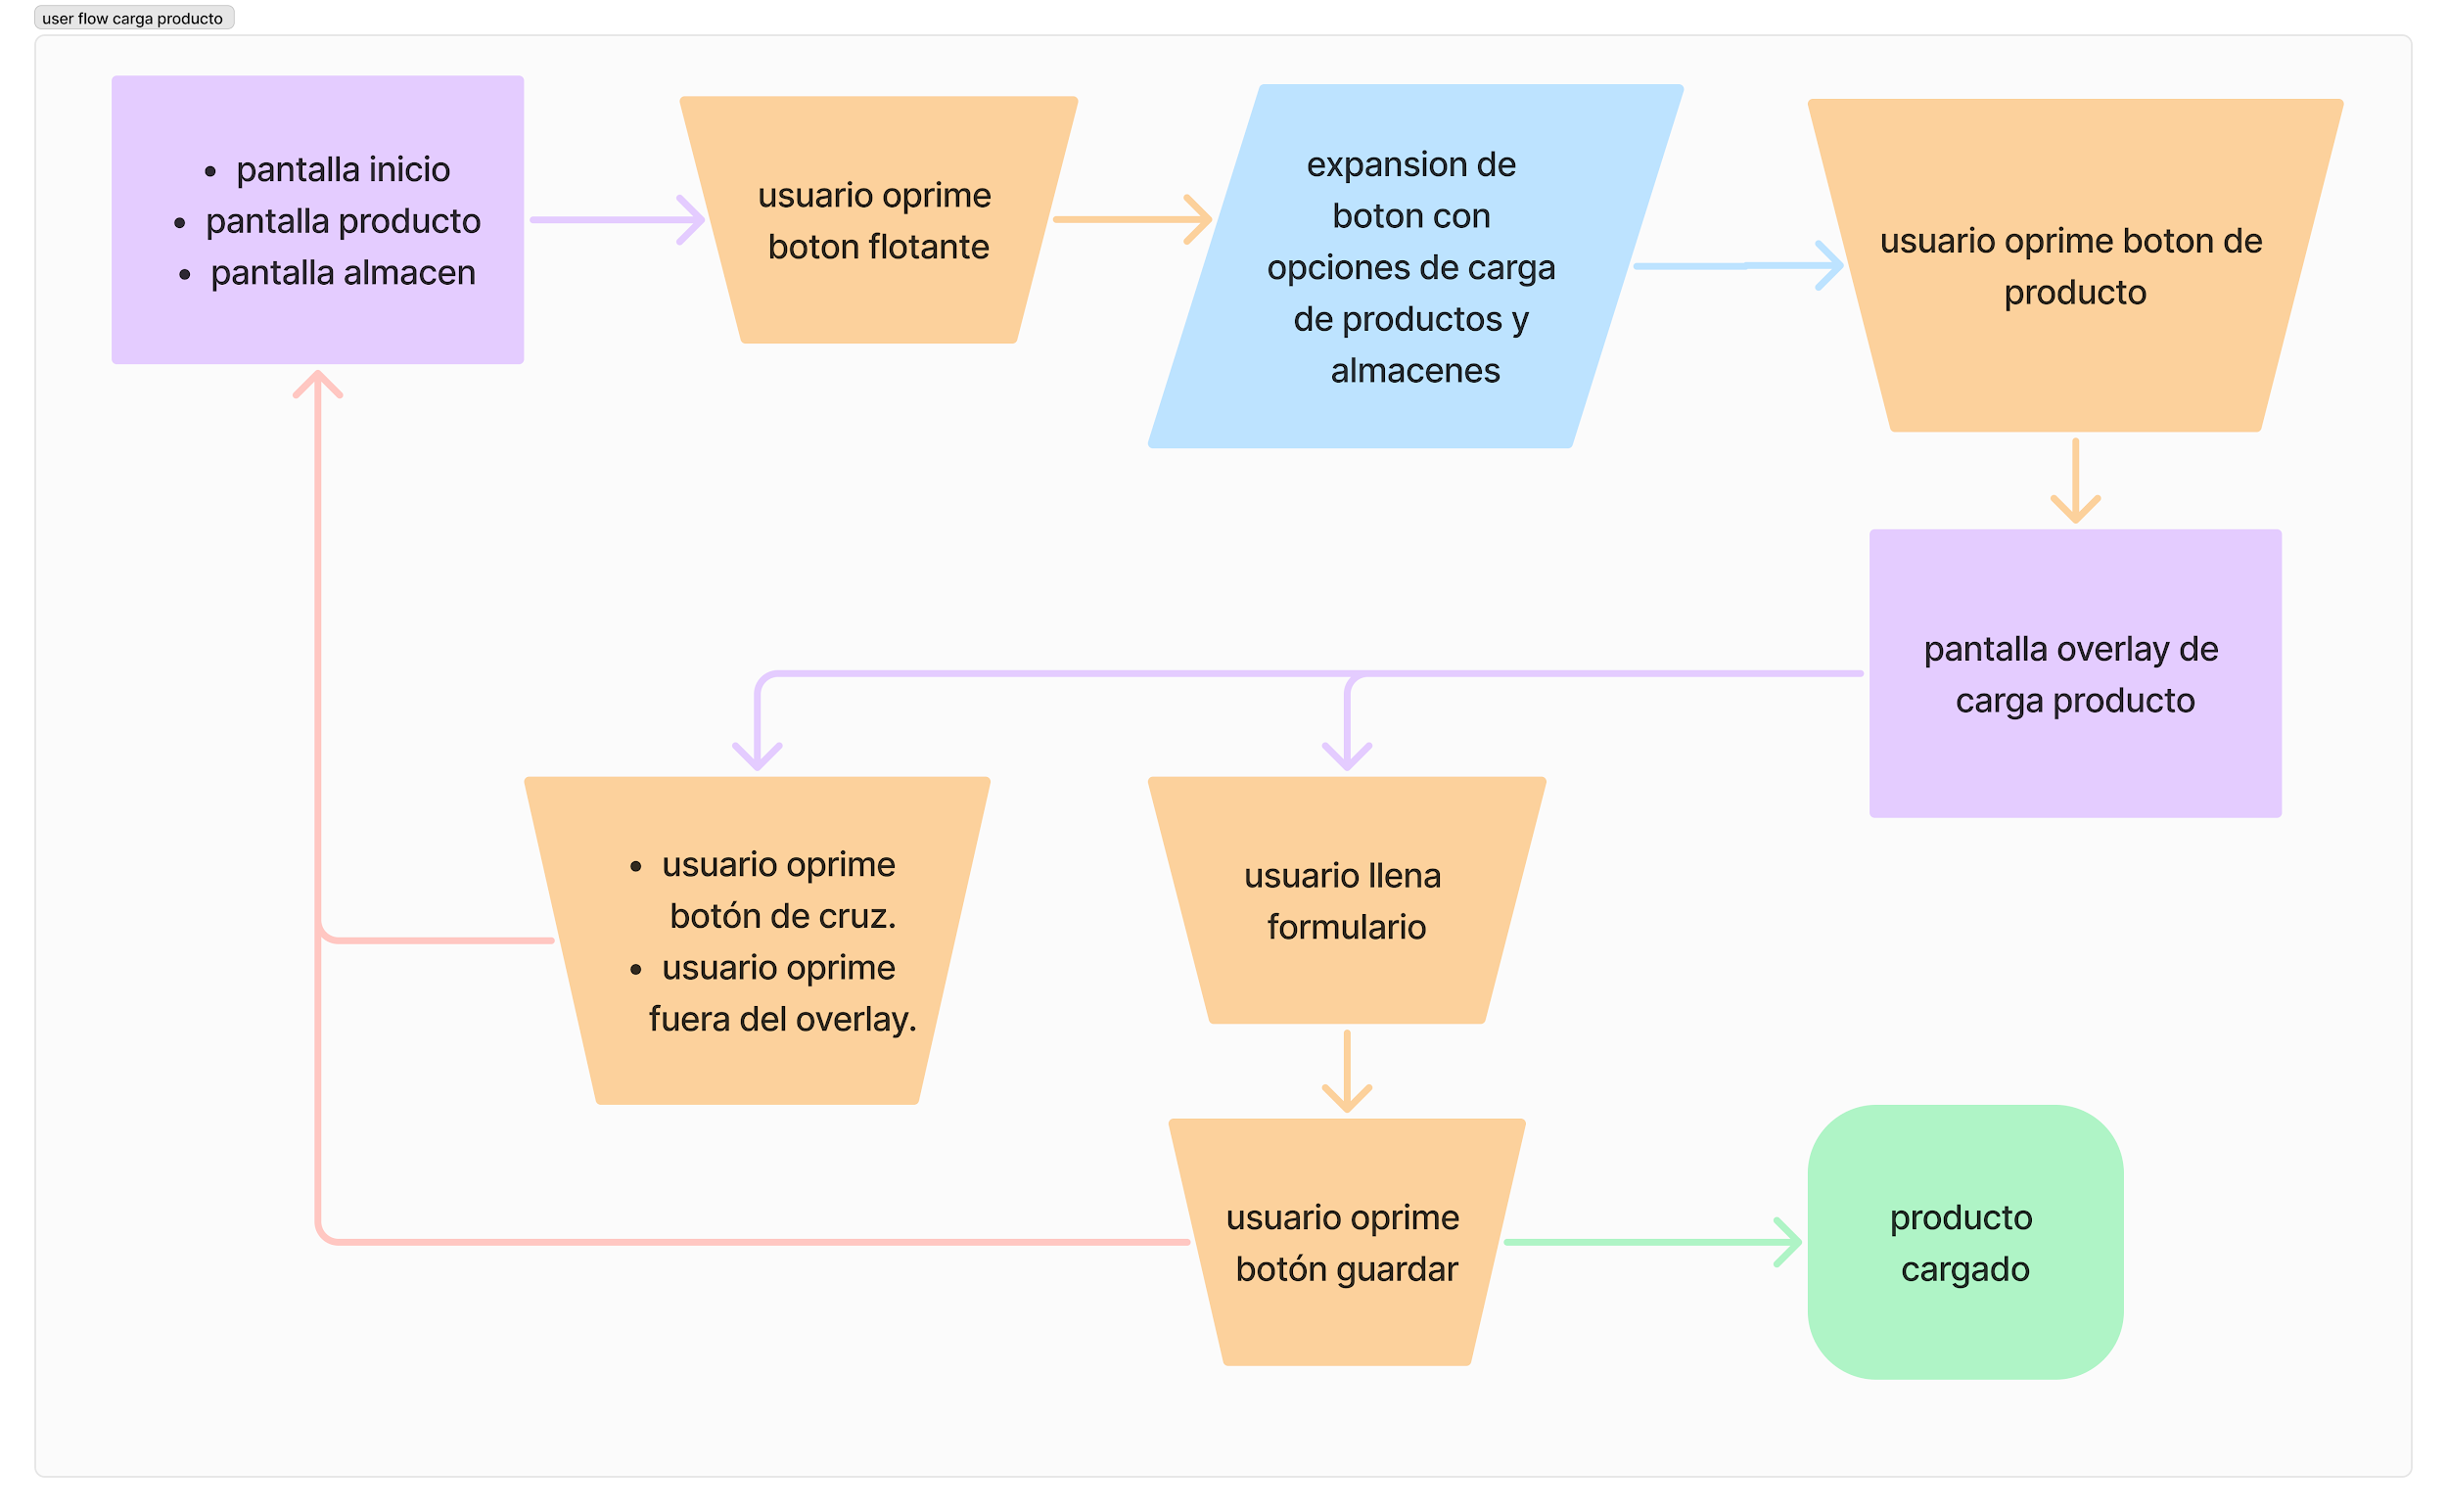 user flow carga producto
• pantalla inicio
• pantalla producto
• pantalla almacen
usuario oprime
boton flotante
expansion de
boton con
opciones de carga
de productos y
almacenes
usuario oprime boton de
producto
pantalla overlay de
carga producto
• usuario oprime
botón de cruz.
• usuario oprime
fuera del overlay.
usuario llena
formulario
usuario oprime
botón guardar
producto
cargado